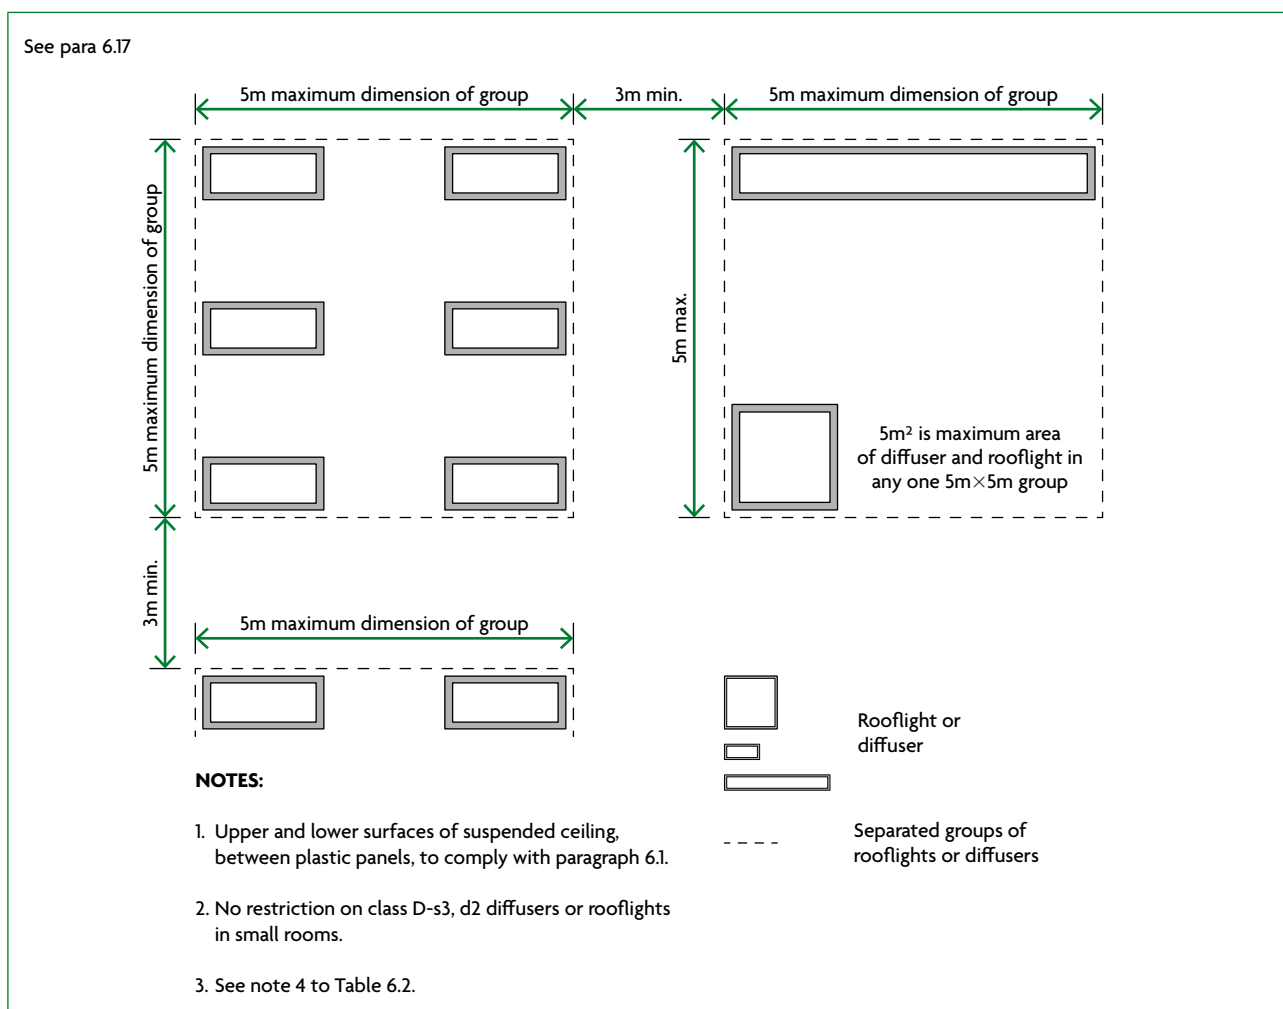 See para 6.17
5m maximum dimension of group
3m min.
5m maximum dimension of group
5m maximum dimension of group
5m max.
5m² is maximum area
of diffuser and rooflight in
any one 5m×5m group
3m min.
5m maximum dimension of group
Rooflight or
diffuser
Separated groups of
rooflights or diffusers
NOTES:
1. Upper and lower surfaces of suspended ceiling,
between plastic panels, to comply with paragraph 6.1.
2. No restriction on class D-s3, d2 diffusers or rooflights
in small rooms.
3. See note 4 to Table 6.2.